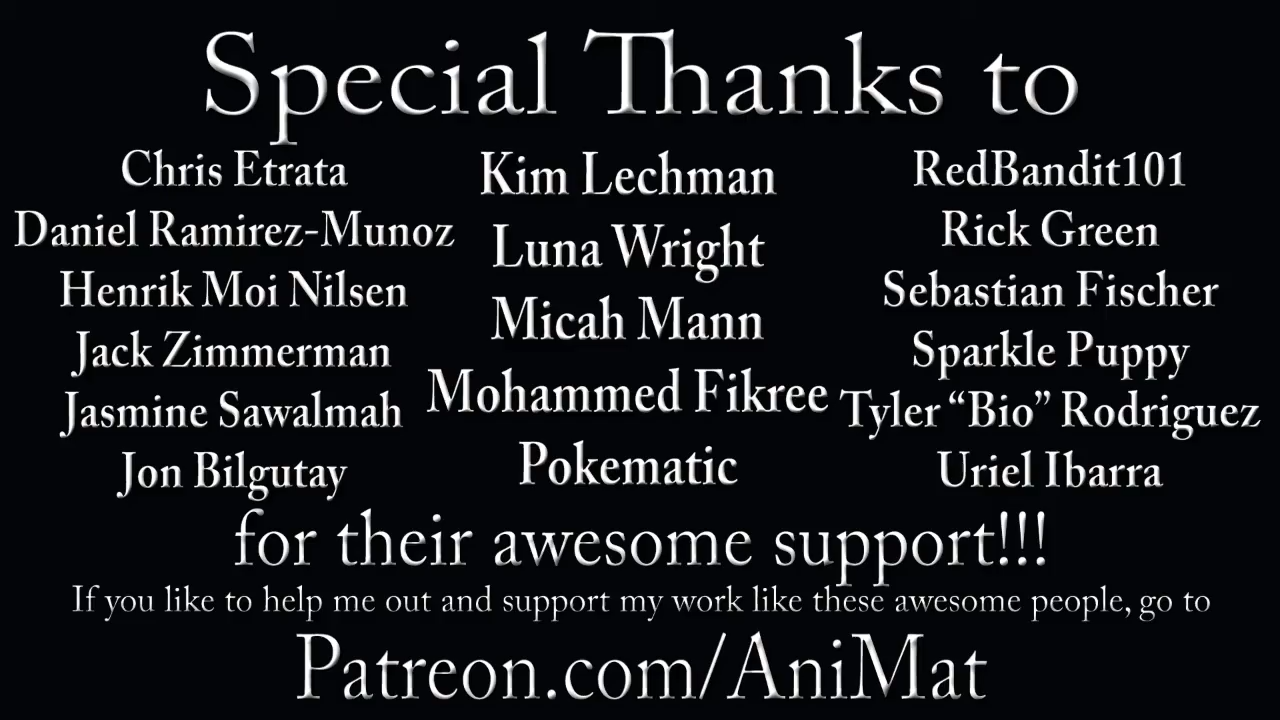 Special Thanks to
Chris Etrata
Daniel Ramirez-Munoz
Henrik Moi Nilsen
Jack Zimmerman
Jasmine Sawalmah
Jon Bilgutay
Kim Lechman
Luna Wright
Micah Mann
Mohammed Fikree
Pokematic
RedBandit101
Rick Green
Sebastian Fischer
Sparkle Puppy
Tyler “Bio” Rodriguez
Uriel Ibarra
for their awesome support!!!
If you like to help me out and support my work like these awesome people, go to
Patreon.com/AniMat